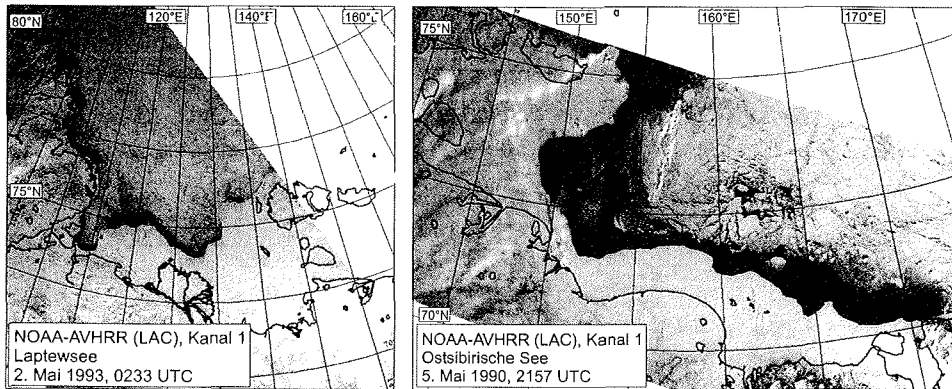 80°N
120°E
140°E
160°E
75°N
NOAA-AVHRR (LAC), Kanal 1
Laptewsee
2. Mai 1993, 0233 UTC
75°N
150°E
160°E
170°E
70°N
NOAA-AVHRR (LAC), Kanal 1
Ostsibirische See
5. Mai 1990, 2157 UTC